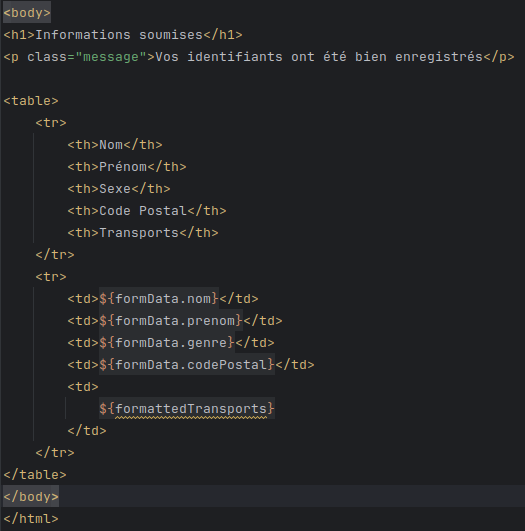 <body>
<h1>Informations soumises</h1>
<p class="message">Vos identifiants ont été bien enregistrés</p>
<table>
<tr>
<th>Nom</th>
<th>Prénom</th>
<th>Sexe</th>
<th>Code Postal</th>
<th>Transports</th>
</tr>
<tr>
<td>${formData.nom}</td>
<td>${formData.prenom}</td>
<td>${formData.genre}</td>
<td>${formData.codePostal}</td>
<td>
${formattedTransports}
</td>
</tr>
</table>
</body>
</html>